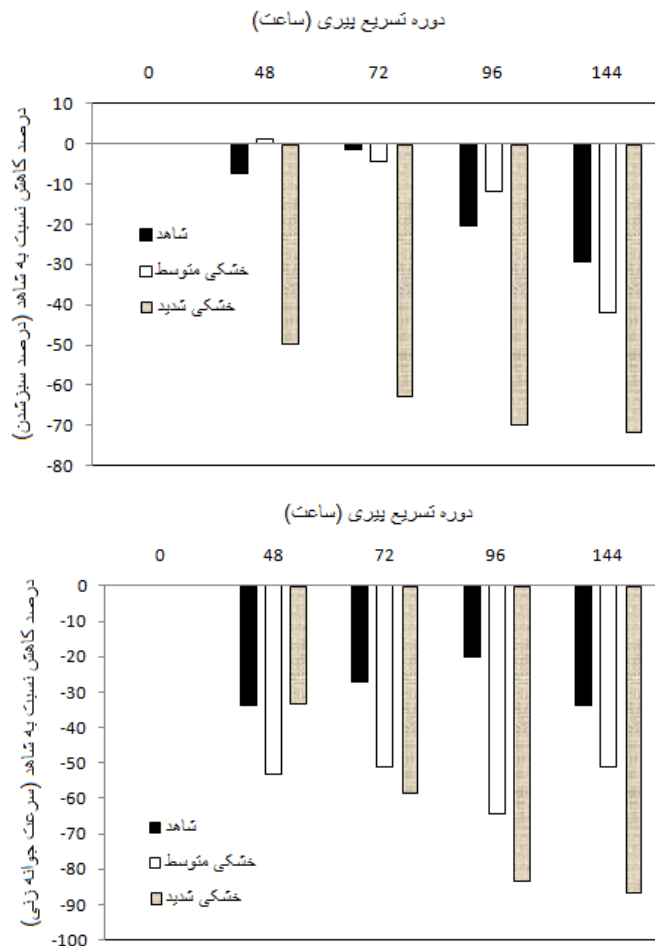 دوره تسریع پیری (ساعت)
0 48 72 96 144
درصد کاهش نسبت به شاهد (درصد سبزشدن)
10
0
-10
-20
-30
-40
-50
-60
-70
-80
شاهد
خشکی متوسط
خشکی شدید
دوره تسریع پیری (ساعت)
0 48 72 96 144
درصد کاهش نسبت به شاهد (سرعت جوانه زنی)
0
-10
-20
-30
-40
-50
-60
-70
-80
-90
-100
شاهد
خشکی متوسط
خشکی شدید